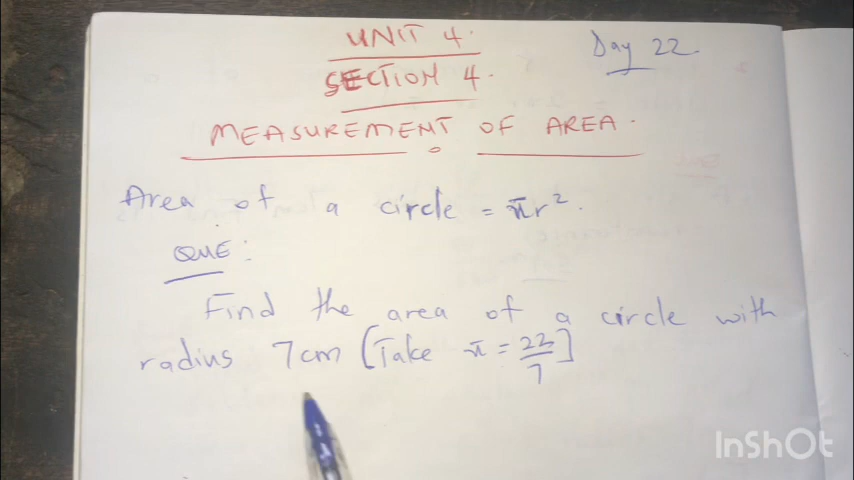 UNIT 4.
Day 22.
SECTION 4.
MEASUREMENT OF AREA.
Area of a circle = πr².
QUE:
Find the area of a circle with
radius 7cm [Take π = 22/7]
InShOt